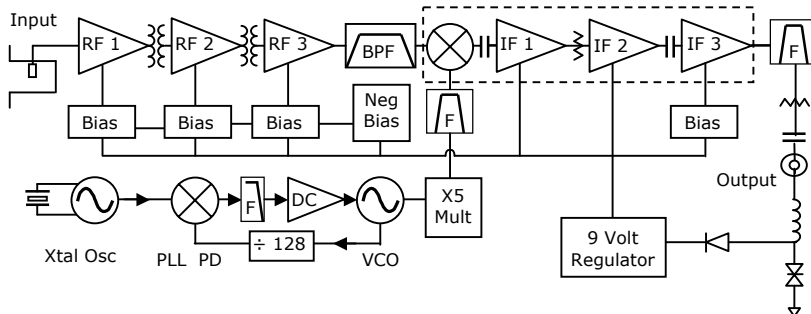 Input
RF 1
RF 2
RF 3
BPF
IF 1
IF 2
IF 3
F
F
Bias
Bias
Bias
Neg
Bias
Bias
Output
F
DC
X5
Mult
Xtal Osc
PLL PD
÷ 128
VCO
9 Volt
Regulator